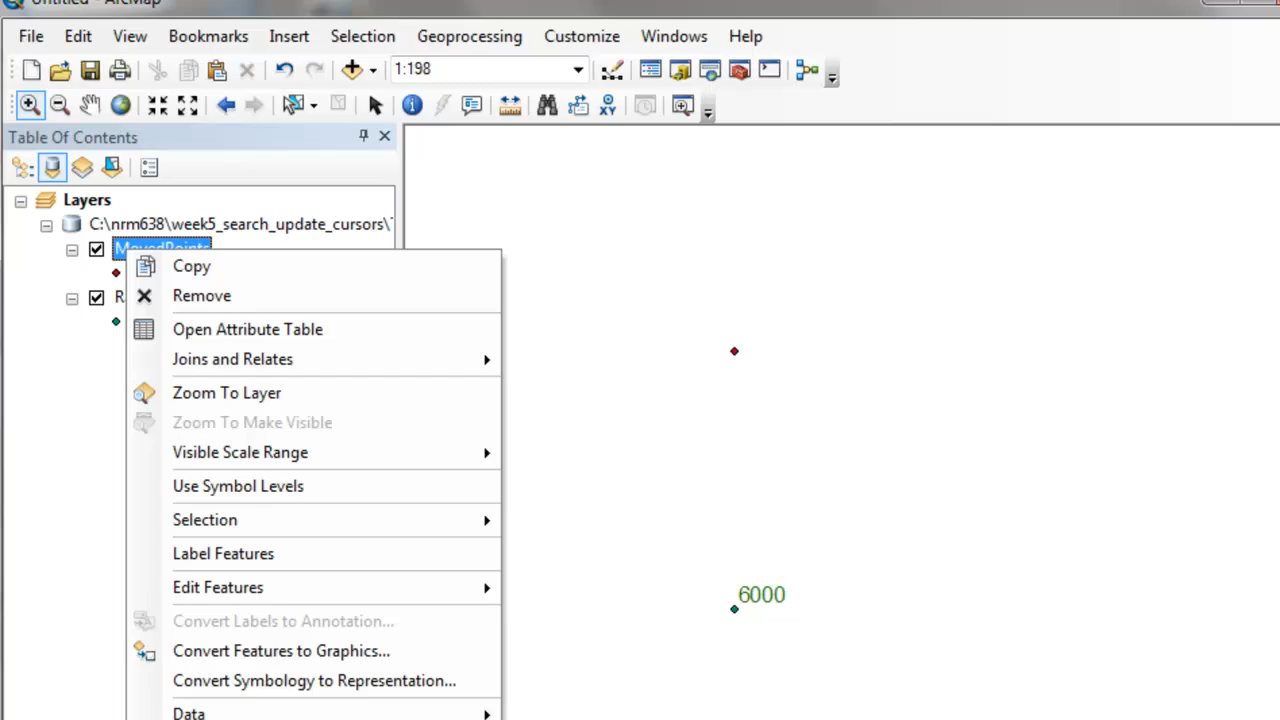 Untitled - ArcMap
File Edit View Bookmarks Insert Selection Geoprocessing Customize Windows Help
1:198
XY
Table Of Contents
Layers
C:\nrm638\week5_search_update_cursors\
MovedPoints
R
Copy
Remove
Open Attribute Table
Joins and Relates
Zoom To Layer
Zoom To Make Visible
Visible Scale Range
Use Symbol Levels
Selection
Label Features
Edit Features
Convert Labels to Annotation...
Convert Features to Graphics...
Convert Symbology to Representation...
Data
6000